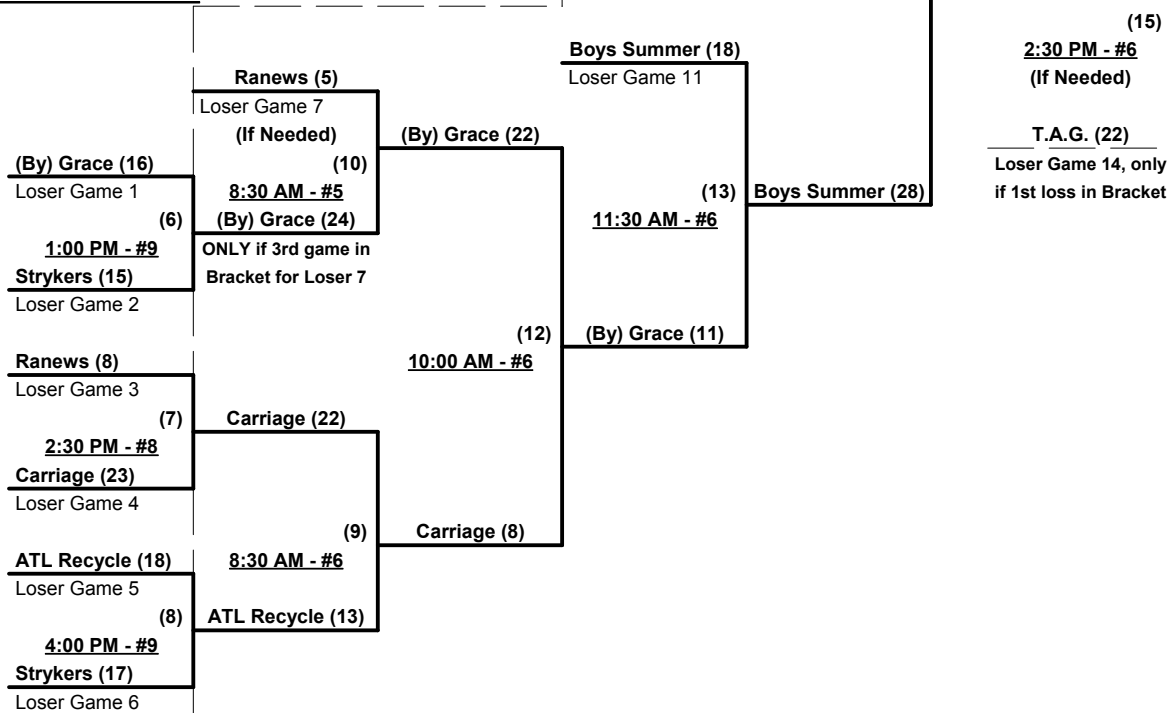 (15)
Boys Summer (18)
2:30 PM - #6
Loser Game 11
Ranews (5)
(If Needed)
Loser Game 7
(If Needed)
(By) Grace (22)
T.A.G. (22)
(By) Grace (16)
(10)
Loser Game 14, only
Loser Game 1
8:30 AM - #5
(13)
Boys Summer (28)
if 1st loss in Bracket
(6)
(By) Grace (24)
11:30 AM - #6
1:00 PM - #9
ONLY if 3rd game in
Strykers (15)
Bracket for Loser 7
Loser Game 2
(12)
(By) Grace (11)
Ranews (8)
10:00 AM - #6
Loser Game 3
(7)
Carriage (22)
2:30 PM - #8
Carriage (23)
Loser Game 4
(9)
Carriage (8)
ATL Recycle (18)
8:30 AM - #6
Loser Game 5
(8)
ATL Recycle (13)
4:00 PM - #9
Strykers (17)
Loser Game 6